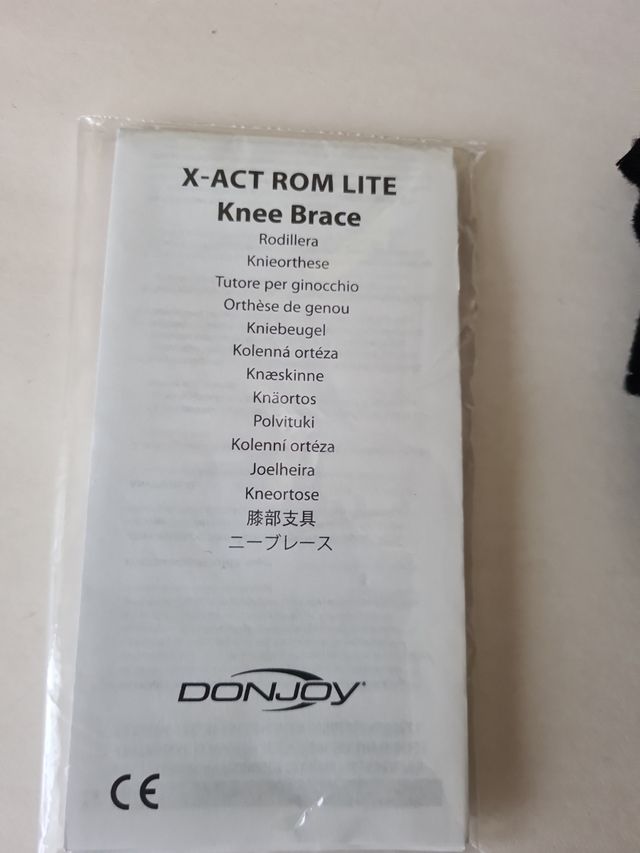 X-ACT ROM LITE
Knee Brace
Rodillera
Knieorthese
Tutore per ginocchio
Orthèse de genou
Kniebeugel
Kolenná ortéza
Knæskinne
Knäortos
Polvituki
Kolenní ortéza
Joelheira
Kneortose
膝部支具
ニーブレース
DONJOY®
CE